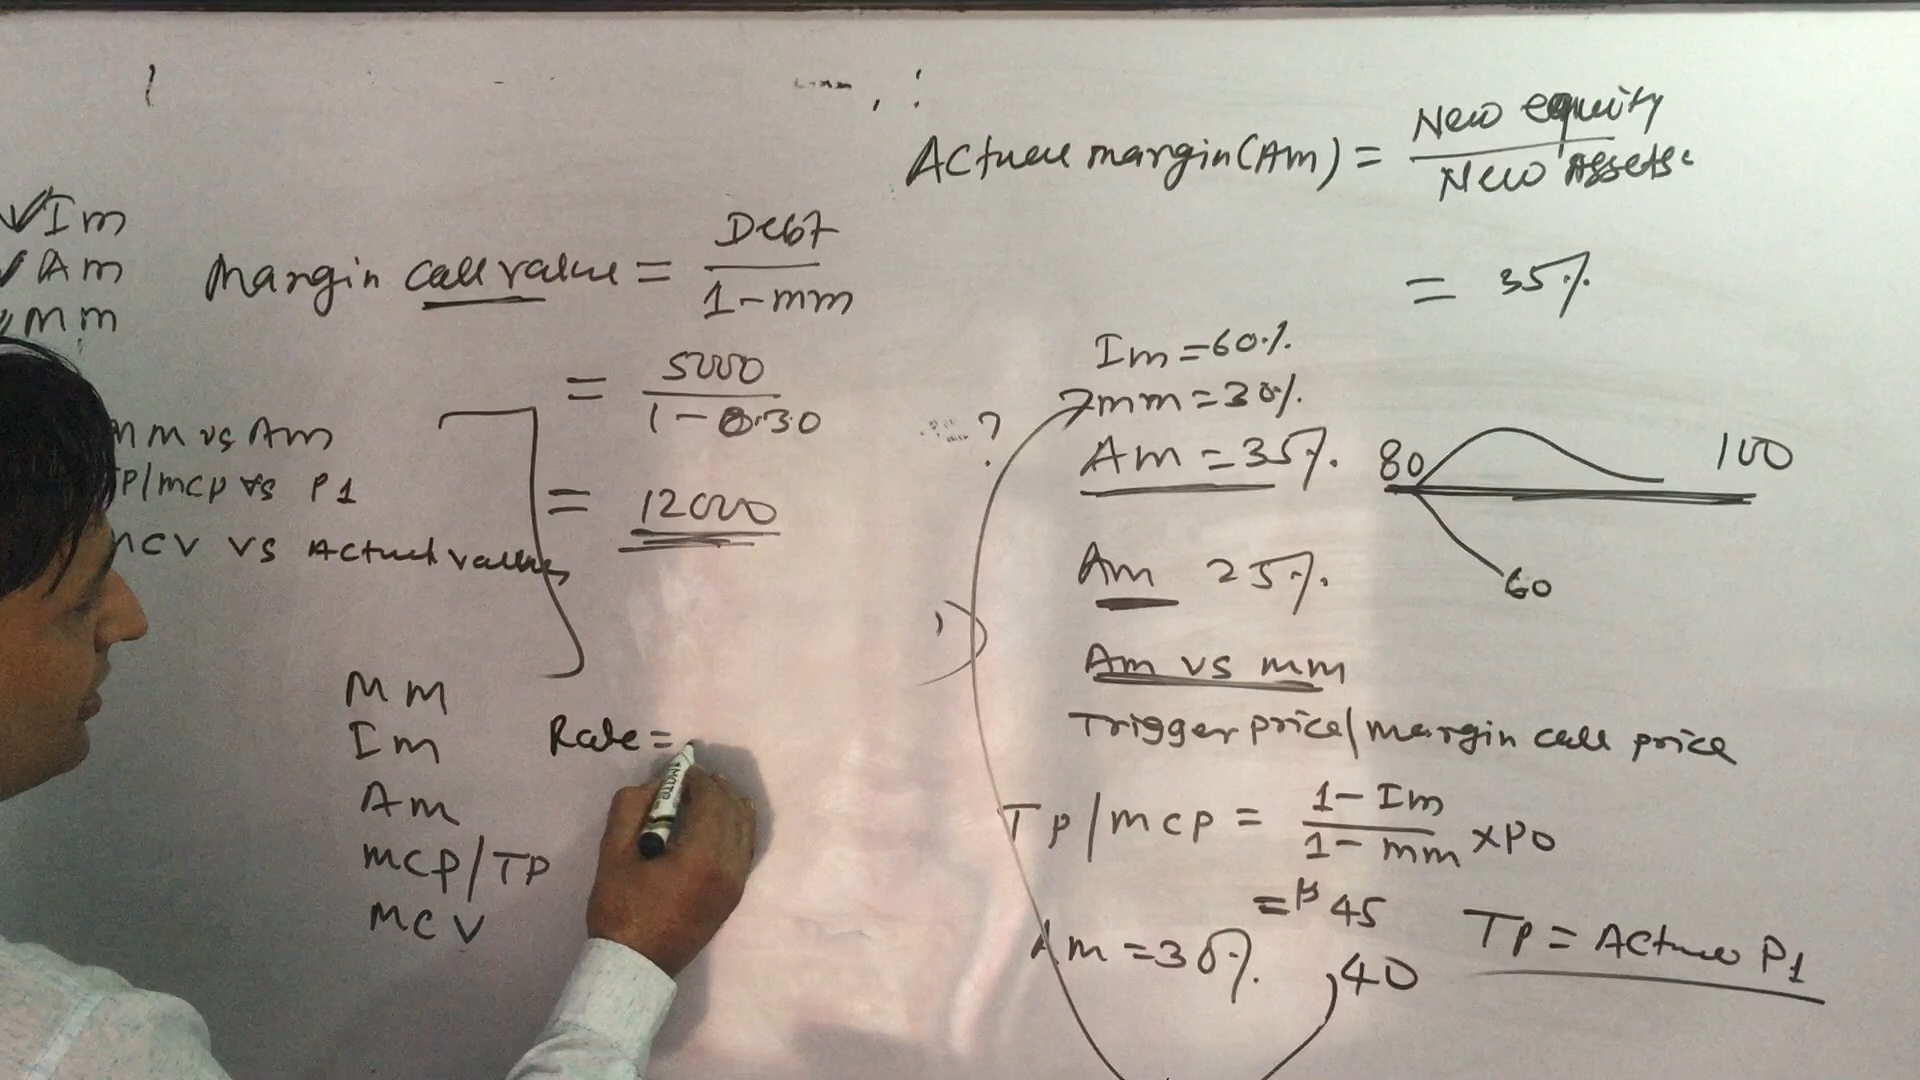 Im
Am
mm
Margin call value = Debt / 1-mm
= 5000 / 1-0.30
= 12000
MM vs Am
TP/mcp vs P1
MCV vs Actual value
MM
Im
Am
mcp/TP
MCV
Rate=
Actual margin(Am) = New equity / New Assets
= 35%
Im=60%
mm=30%
Am=35%
80 100
60
Am 25%
Am vs mm
Trigger price/margin call price
Tp/mcp = 1-Im / 1-mm xPo
= 45
Am=30%
40
TP = Actual P1
?